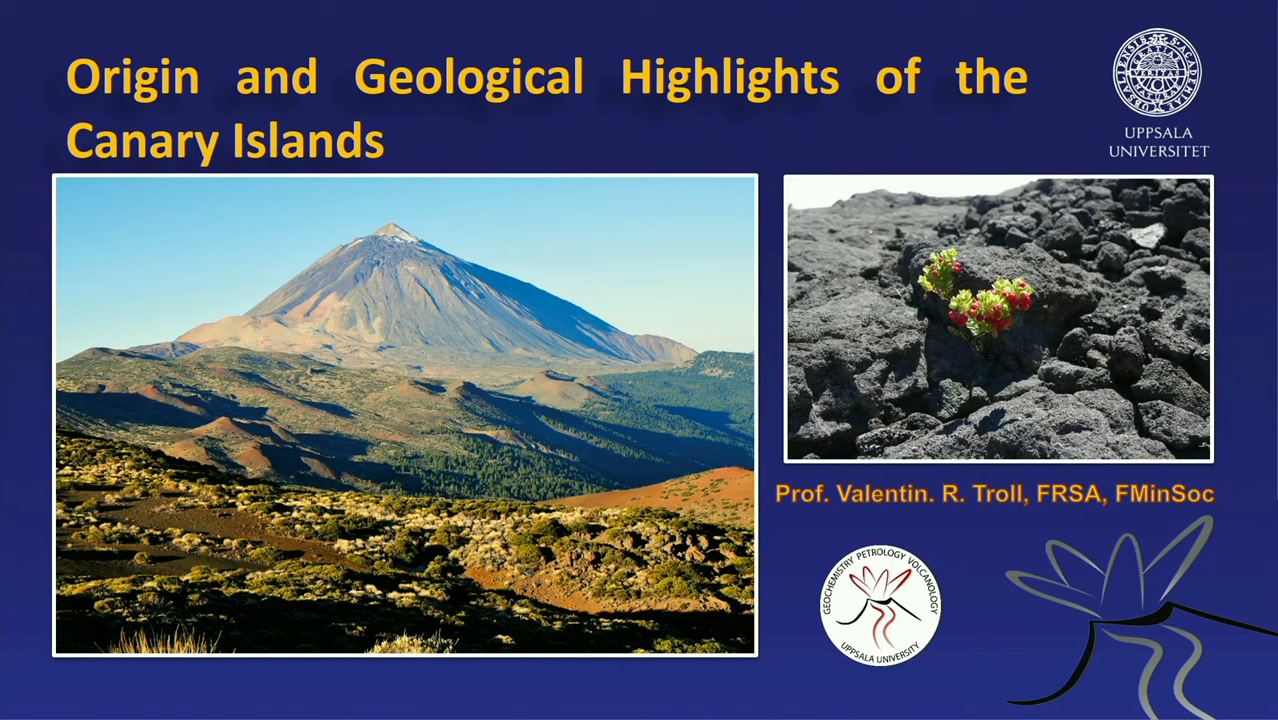 Origin and Geological Highlights of the
Canary Islands
UPPSALA
UNIVERSITET
Prof. Valentin. R. Troll, FRSA, FMinSoc
GEOCHEMISTRY PETROLOGY VOLCANOLOGY
UPPSALA UNIVERSITY